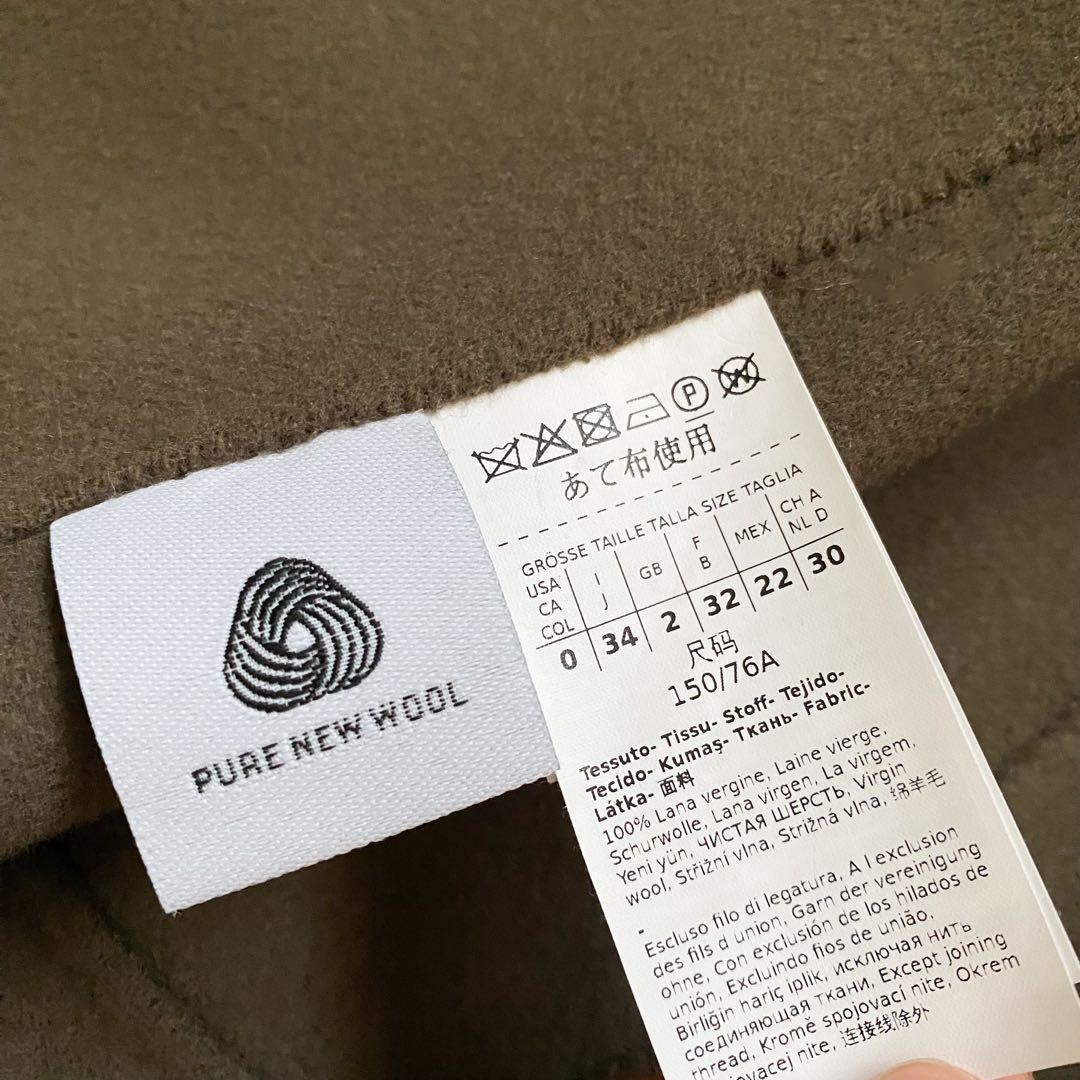 PURE NEW WOOL
P W
あて布使用
GRÖSSE TAILLE TALLA SIZE TAGLIA
USA CA COL I J GB F B MEX CH A NL D
0 34 2 32 22 30
尺码
150/76A
Tessuto- Tissu- Stoff- Tejido-
Tecido- Kumaş- Ткань- Fabric-
Látka- 面料
100% Lana vergine, Laine vierge,
Schurwolle, Lana virgen, La virgem,
Yeni yün, ЧИСТАЯ ШЕРСТЬ, Virgin
wool, Střižní vlna, Strižná vlna, 绵羊毛
-
Escluso filo di legatura, A l exclusion
des fils d union, Garn der vereinigung
ohne, Con exclusión de los hilados de
unión, Excluindo fios de união,
Birliğin hariç iplik, исключая нить
соединяющая ткани, Except joining
rhread, Kromě spojovací nite, Okrem
nite, 连接线除外